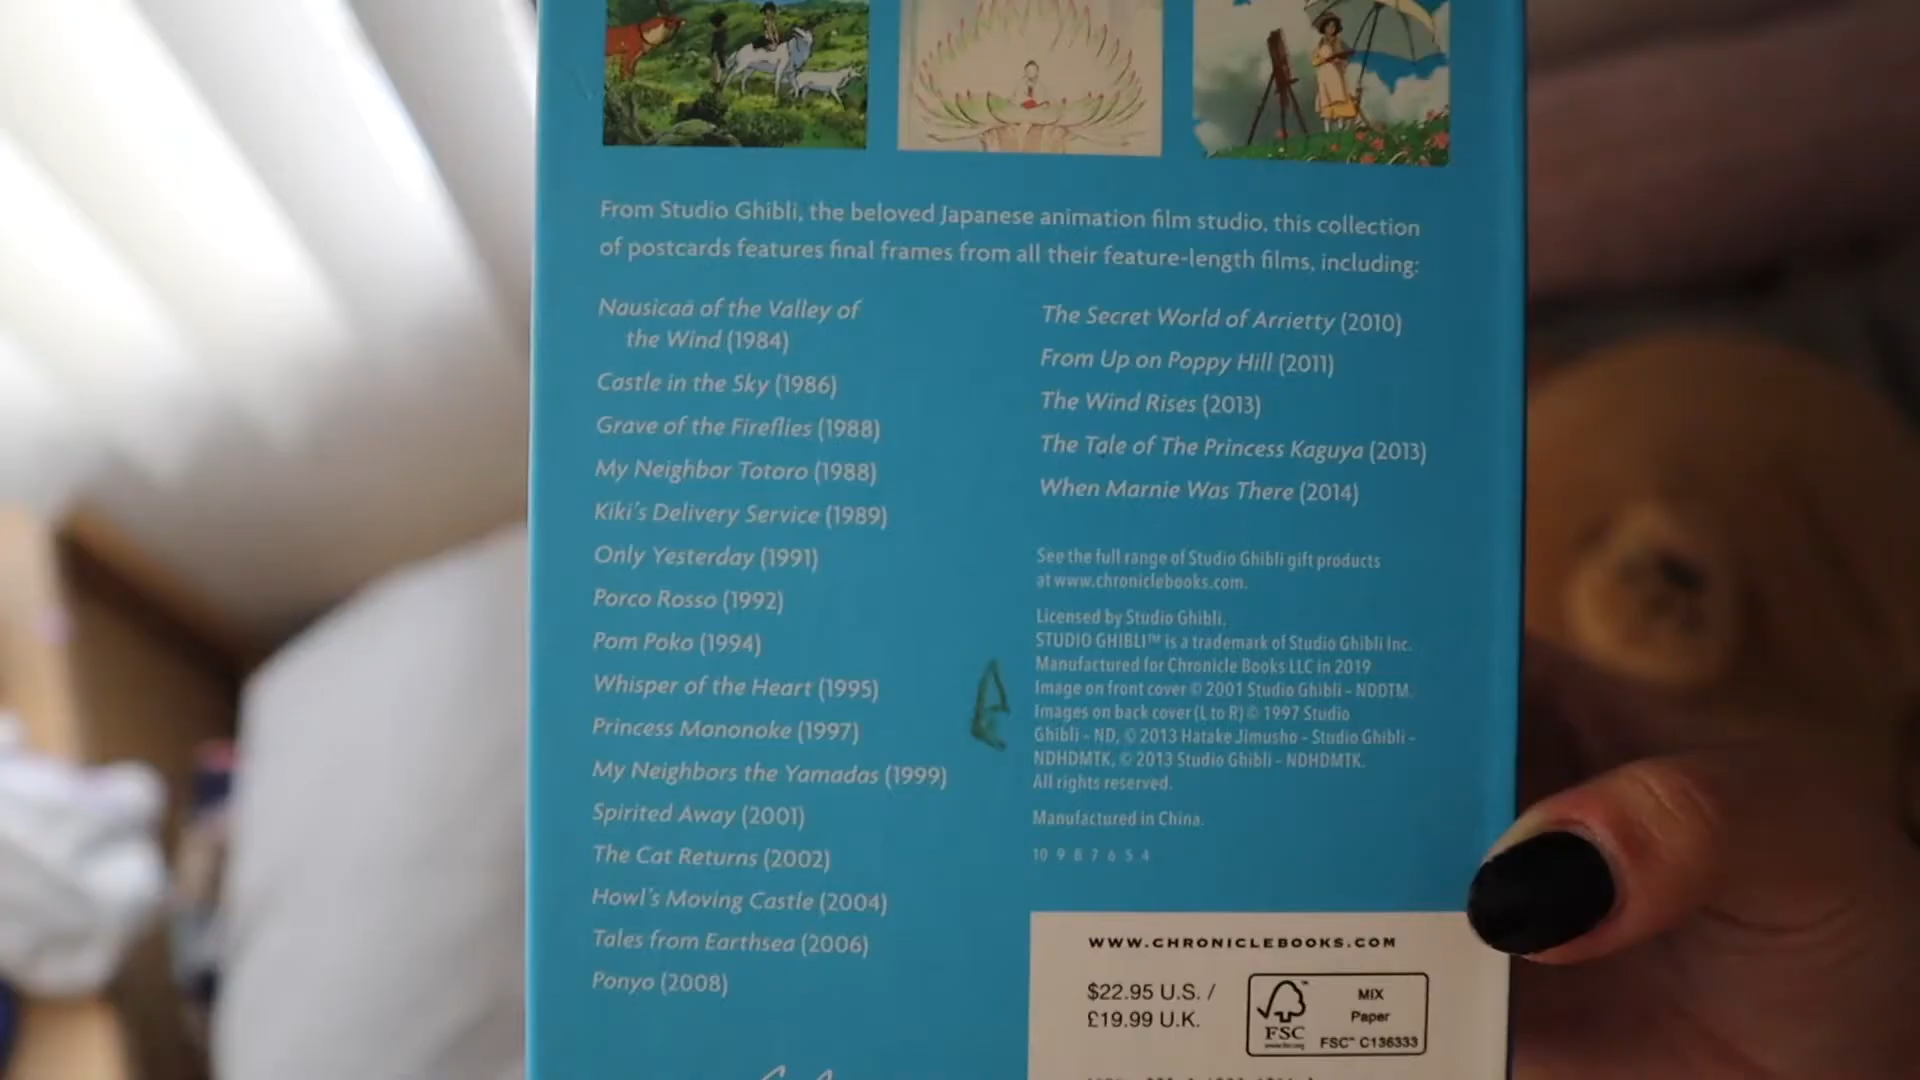 From Studio Ghibli, the beloved Japanese animation film studio, this collection
of postcards features final frames from all their feature-length films, including:
Nausicaä of the Valley of
the Wind (1984)
Castle in the Sky (1986)
Grave of the Fireflies (1988)
My Neighbor Totoro (1988)
Kiki's Delivery Service (1989)
Only Yesterday (1991)
Porco Rosso (1992)
Pom Poko (1994)
Whisper of the Heart (1995)
Princess Mononoke (1997)
My Neighbors the Yamadas (1999)
Spirited Away (2001)
The Cat Returns (2002)
Howl's Moving Castle (2004)
Tales from Earthsea (2006)
Ponyo (2008)
The Secret World of Arrietty (2010)
From Up on Poppy Hill (2011)
The Wind Rises (2013)
The Tale of The Princess Kaguya (2013)
When Marnie Was There (2014)
See the full range of Studio Ghibli gift products
at www.chroniclebooks.com.
Licensed by Studio Ghibli.
STUDIO GHIBLI™ is a trademark of Studio Ghibli Inc.
Manufactured for Chronicle Books LLC in 2019
Image on front cover © 2001 Studio Ghibli - NDDTM.
Images on back cover (L to R) © 1997 Studio
Ghibli - ND, © 2013 Hatake Jimusho - Studio Ghibli -
NDHDMTK, © 2013 Studio Ghibli - NDHDMTK.
All rights reserved.
Manufactured in China.
10 9 8 7 6 5 4
WWW.CHRONICLEBOOKS.COM
$22.95 U.S. /
£19.99 U.K.
FSC
www.fsc.org
MIX
Paper
FSC™ C136333